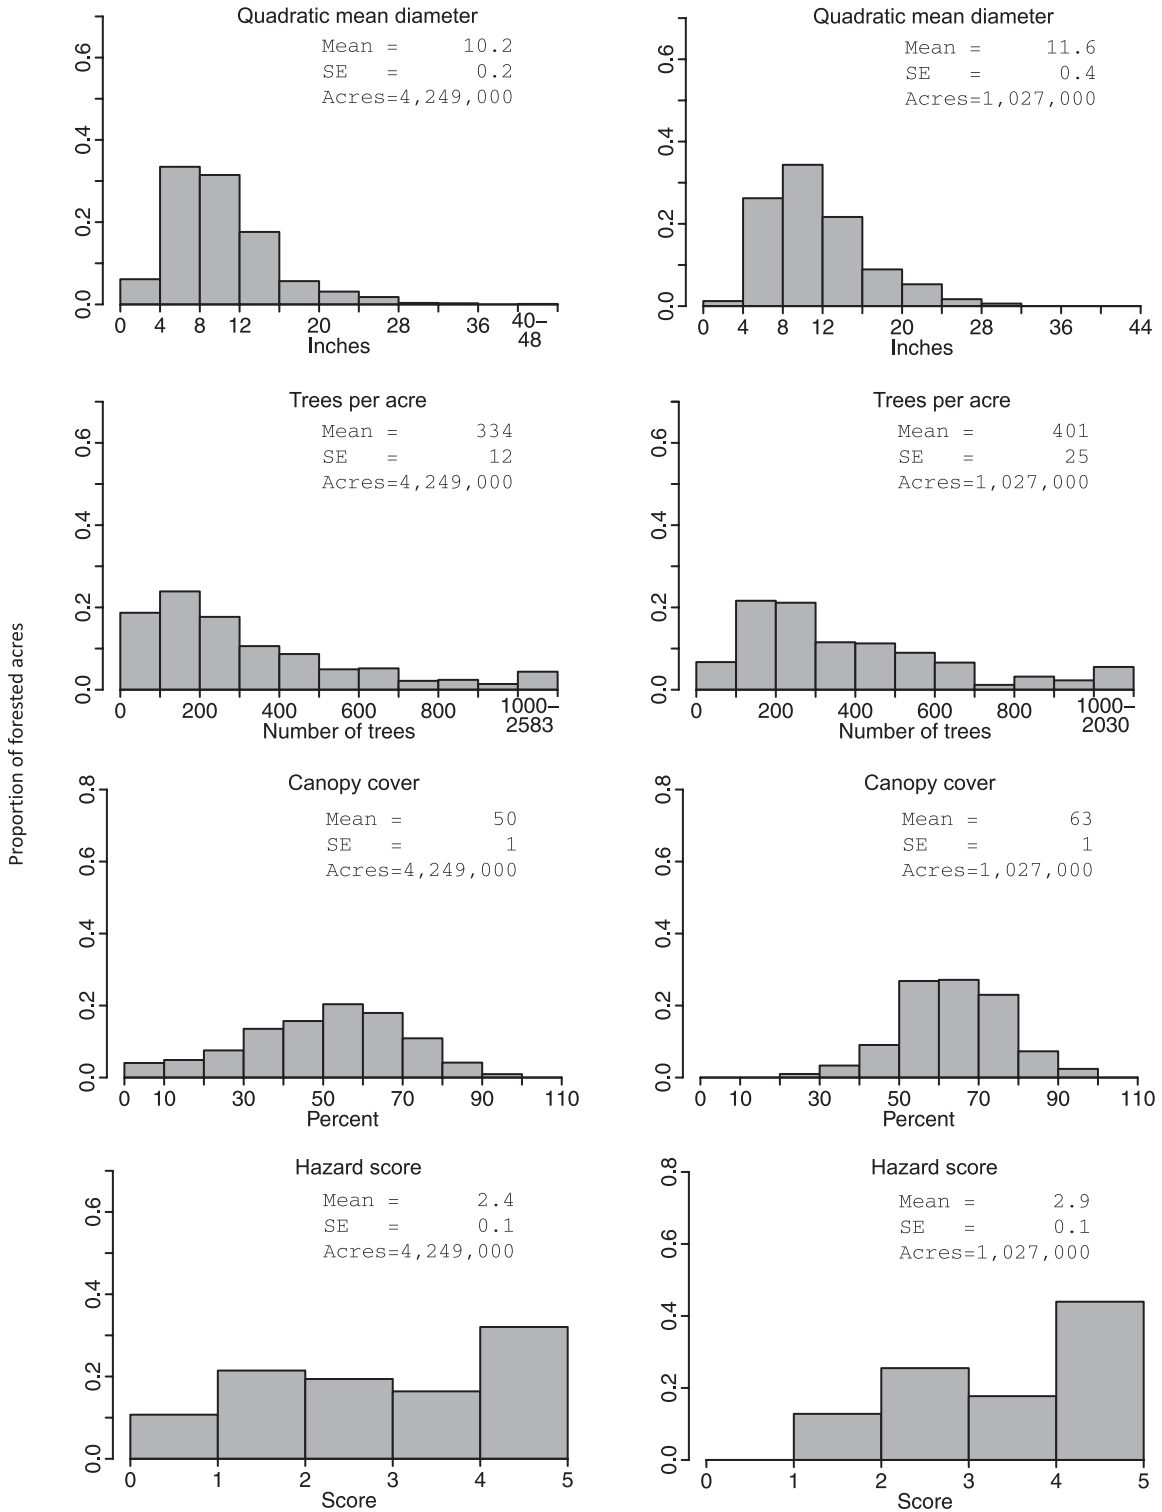 Proportion of forested acres
Quadratic mean diameter
Mean = 10.2
SE = 0.2
Acres=4,249,000
0.0 0.2 0.4 0.6
0 4 8 12 20 28 36 40–
48
Inches
Quadratic mean diameter
Mean = 11.6
SE = 0.4
Acres=1,027,000
0.0 0.2 0.4 0.6
0 4 8 12 20 28 36 44
Inches
Trees per acre
Mean = 334
SE = 12
Acres=4,249,000
0.0 0.2 0.4 0.6
0 200 400 600 800 1000–
2583
Number of trees
Trees per acre
Mean = 401
SE = 25
Acres=1,027,000
0.0 0.2 0.4 0.6
0 200 400 600 800 1000–
2030
Number of trees
Canopy cover
Mean = 50
SE = 1
Acres=4,249,000
0.0 0.2 0.4 0.6 0.8
0 10 30 50 70 90 110
Percent
Canopy cover
Mean = 63
SE = 1
Acres=1,027,000
0.0 0.2 0.4 0.6 0.8
0 10 30 50 70 90 110
Percent
Hazard score
Mean = 2.4
SE = 0.1
Acres=4,249,000
0.0 0.2 0.4 0.6
0 1 2 3 4 5
Score
Hazard score
Mean = 2.9
SE = 0.1
Acres=1,027,000
0.0 0.2 0.4 0.6 0.8
0 1 2 3 4 5
Score